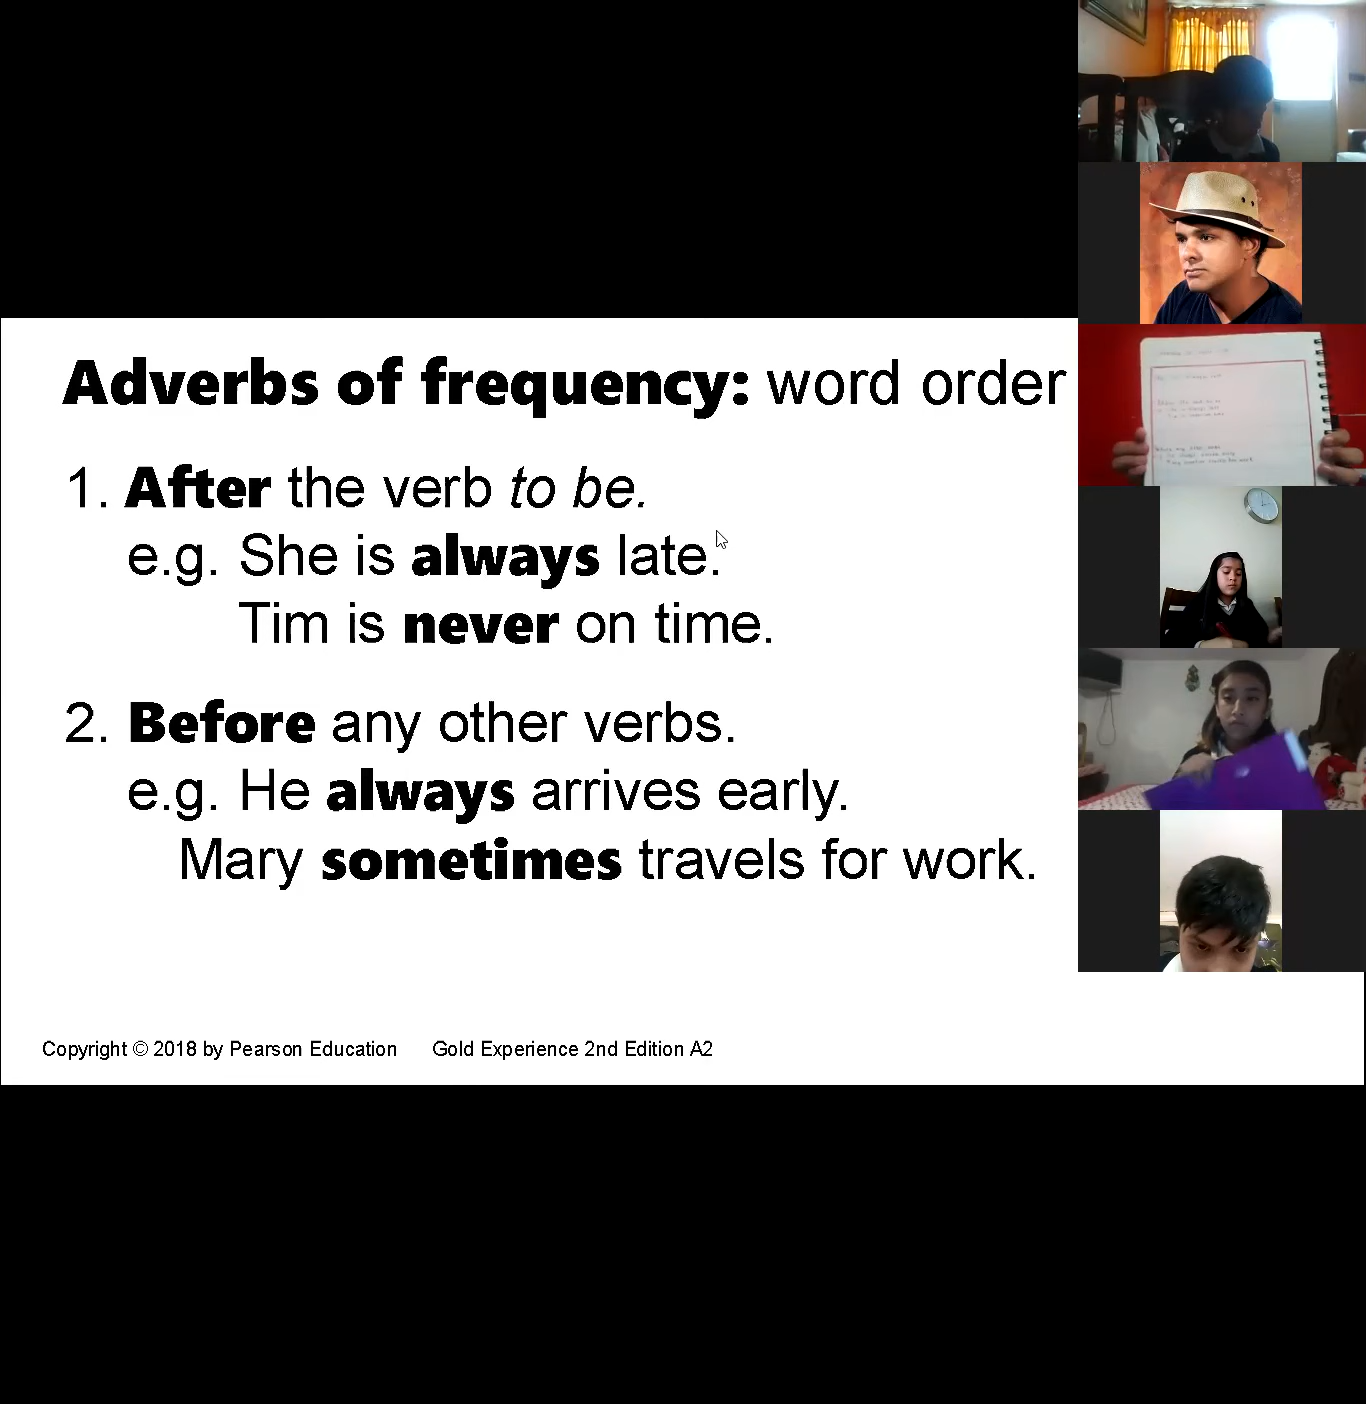 Adverbs of frequency: word order
1. After the verb to be.
e.g. She is always late.
Tim is never on time.
2. Before any other verbs.
e.g. He always arrives early.
Mary sometimes travels for work.
Copyright © 2018 by Pearson Education Gold Experience 2nd Edition A2